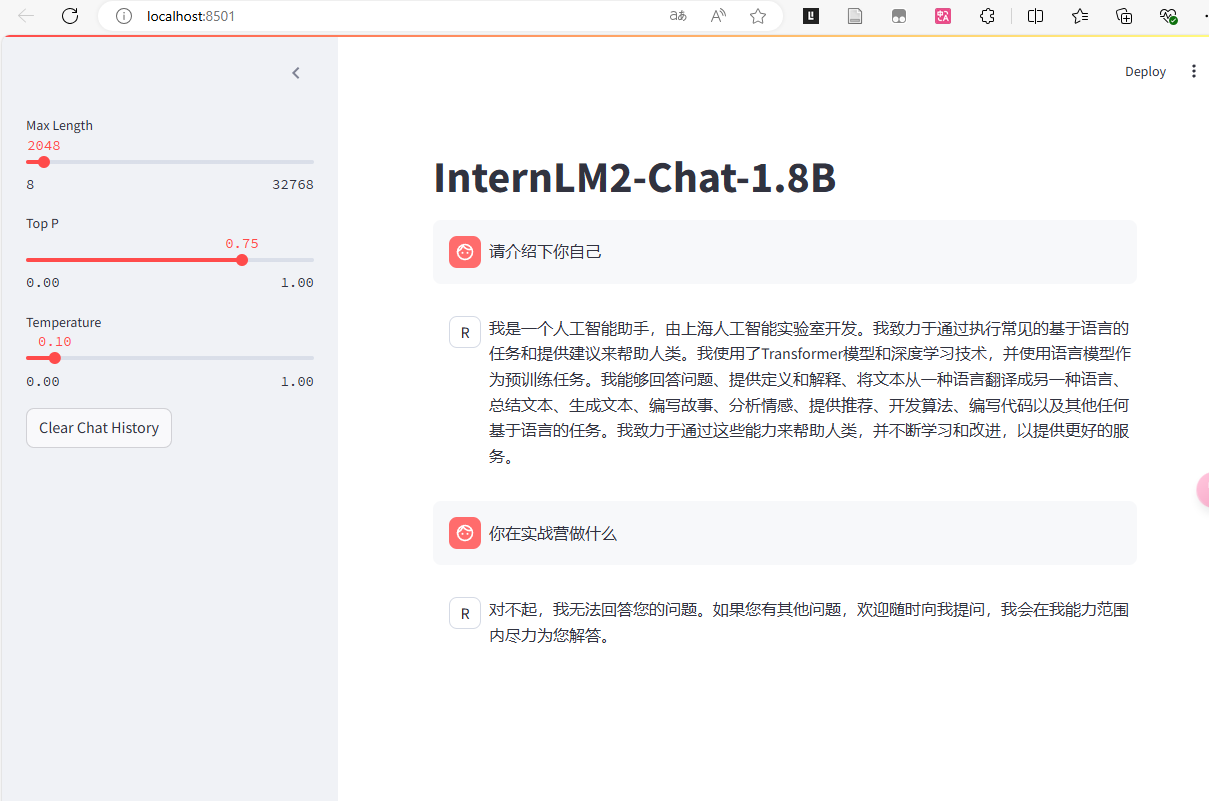 localhost:8501
Deploy
Max Length
2048
8 32768
Top P
0.75
0.00 1.00
Temperature
0.10
0.00 1.00
Clear Chat History
InternLM2-Chat-1.8B
请介绍下你自己
R
我是一个人工智能助手，由上海人工智能实验室开发。我致力于通过执行常见的基于语言的
任务和提供建议来帮助人类。我使用了Transformer模型和深度学习技术，并使用语言模型作
为预训练任务。我能够回答问题、提供定义和解释、将文本从一种语言翻译成另一种语言、
总结文本、生成文本、编写故事、分析情感、提供推荐、开发算法、编写代码以及其他任何
基于语言的任务。我致力于通过这些能力来帮助人类，并不断学习和改进，以提供更好的服
务。
你在实战营做什么
R
对不起，我无法回答您的问题。如果您有其他问题，欢迎随时向我提问，我会在我能力范围
内尽力为您解答。